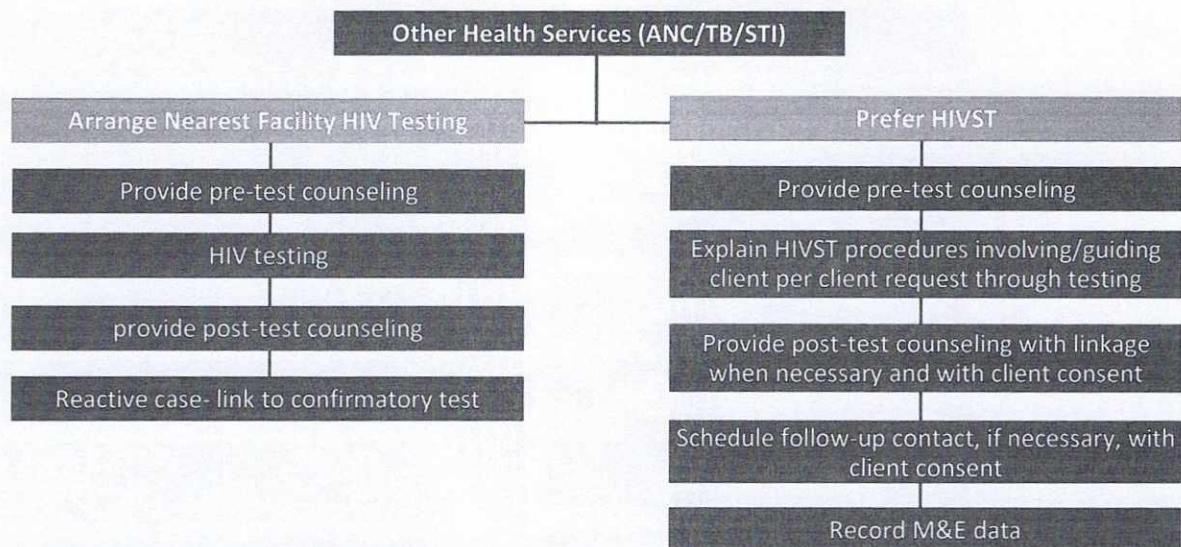 Other Health Services (ANC/TB/STI)
Arrange Nearest Facility HIV Testing
Provide pre-test counseling
HIV testing
provide post-test counseling
Reactive case- link to confirmatory test
Prefer HIVST
Provide pre-test counseling
Explain HIVST procedures involving/guiding
client per client request through testing
Provide post-test counseling with linkage
when necessary and with client consent
Schedule follow-up contact, if necessary, with
client consent
Record M&E data